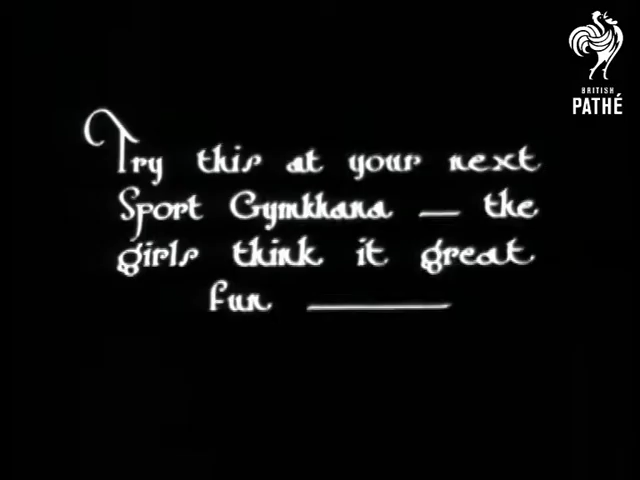 BRITISH
PATHÉ
Try this at your next
Sport Gymkhana — the
girls think it great
fun ———